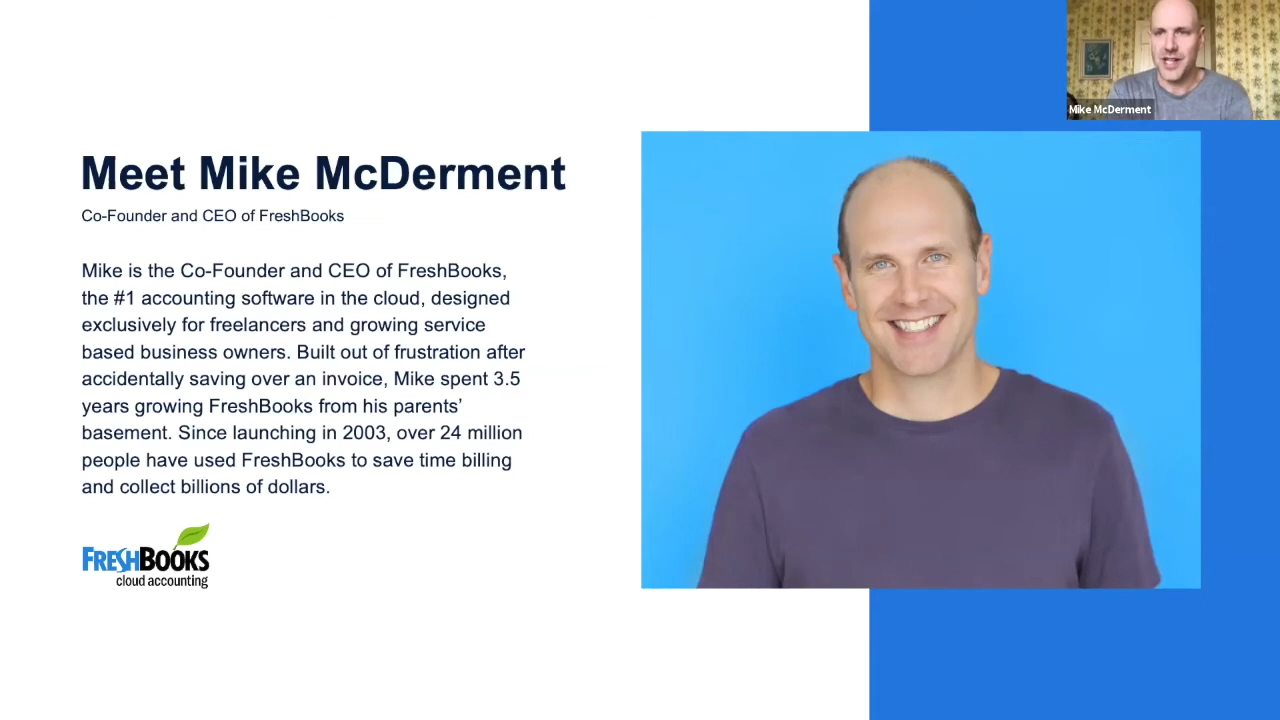 Mike McDerment
Meet Mike McDerment
Co-Founder and CEO of FreshBooks
Mike is the Co-Founder and CEO of FreshBooks,
the #1 accounting software in the cloud, designed
exclusively for freelancers and growing service
based business owners. Built out of frustration after
accidentally saving over an invoice, Mike spent 3.5
years growing FreshBooks from his parents’
basement. Since launching in 2003, over 24 million
people have used FreshBooks to save time billing
and collect billions of dollars.
FRESHBOOKS
cloud accounting